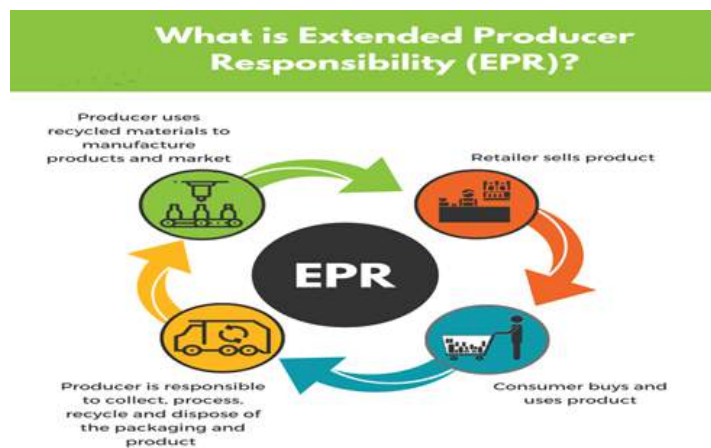 What is Extended Producer
Responsibility (EPR)?
Producer uses
recycled materials to
manufacture
products and market
Retailer sells product
EPR
Producer is responsible
to collect, process,
recycle and dispose of
the packaging and
product
Consumer buys and
uses product